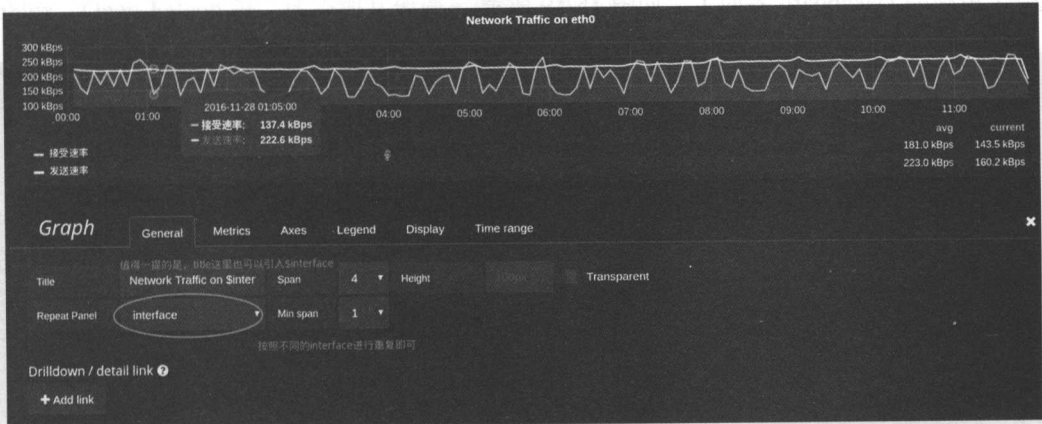 Network Traffic on eth0
300 kBps
250 kBps
200 kBps
150 kBps
100 kBps
00:00 01:00 04:00 05:00 06:00 07:00 08:00 09:00 10:00 11:00
2016-11-28 01:05:00
接受速率: 137.4 kBps
发送速率: 222.6 kBps
avg current
接受速率 181.0 kBps 143.5 kBps
发送速率 223.0 kBps 160.2 kBps
Graph General Metrics Axes Legend Display Time range
值得一提的是，title这里也可以引入$interface
Title Network Traffic on $inter Span 4 Height 100px Transparent
Repeat Panel interface Min span 1
按照不同的interface进行重复即可
Drilldown / detail link
+ Add link